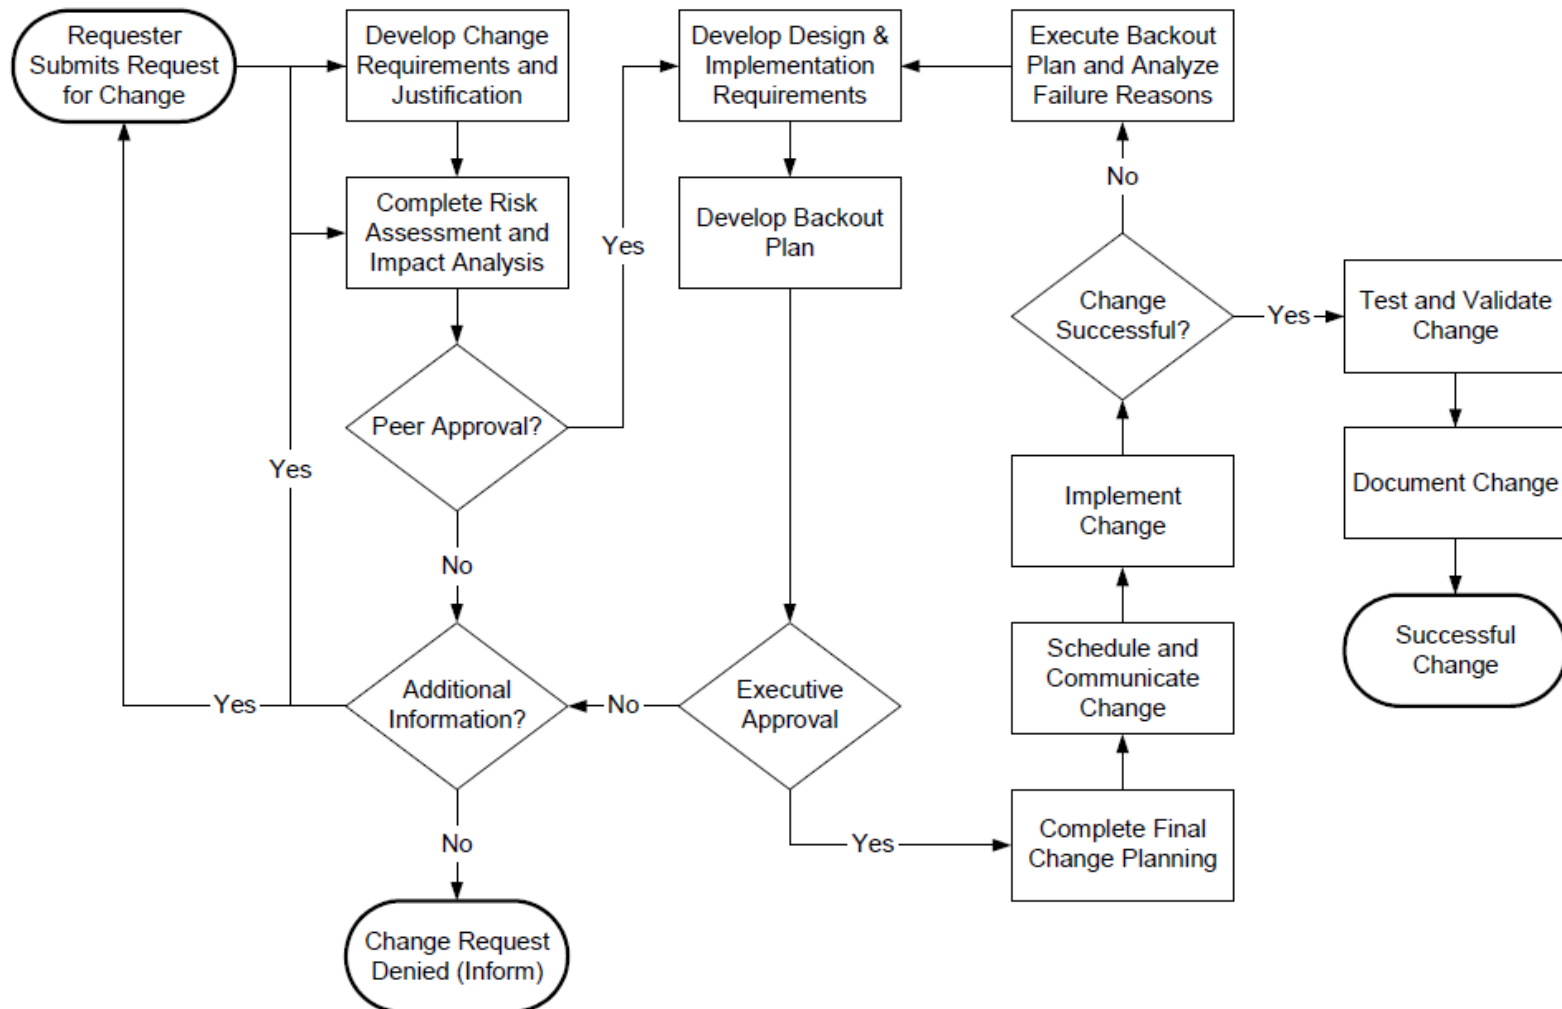 Requester
Submits Request
for Change
Develop Change
Requirements and
Justification
Develop Design &
Implementation
Requirements
Execute Backout
Plan and Analyze
Failure Reasons
Complete Risk
Assessment and
Impact Analysis
Yes
Develop Backout
Plan
No
Change
Successful?
Yes
Test and Validate
Change
Peer Approval?
Yes
Implement
Change
Document Change
No
Additional
Information?
Yes
No
Executive
Approval
Schedule and
Communicate
Change
Successful
Change
No
Yes
Complete Final
Change Planning
Change Request
Denied (Inform)